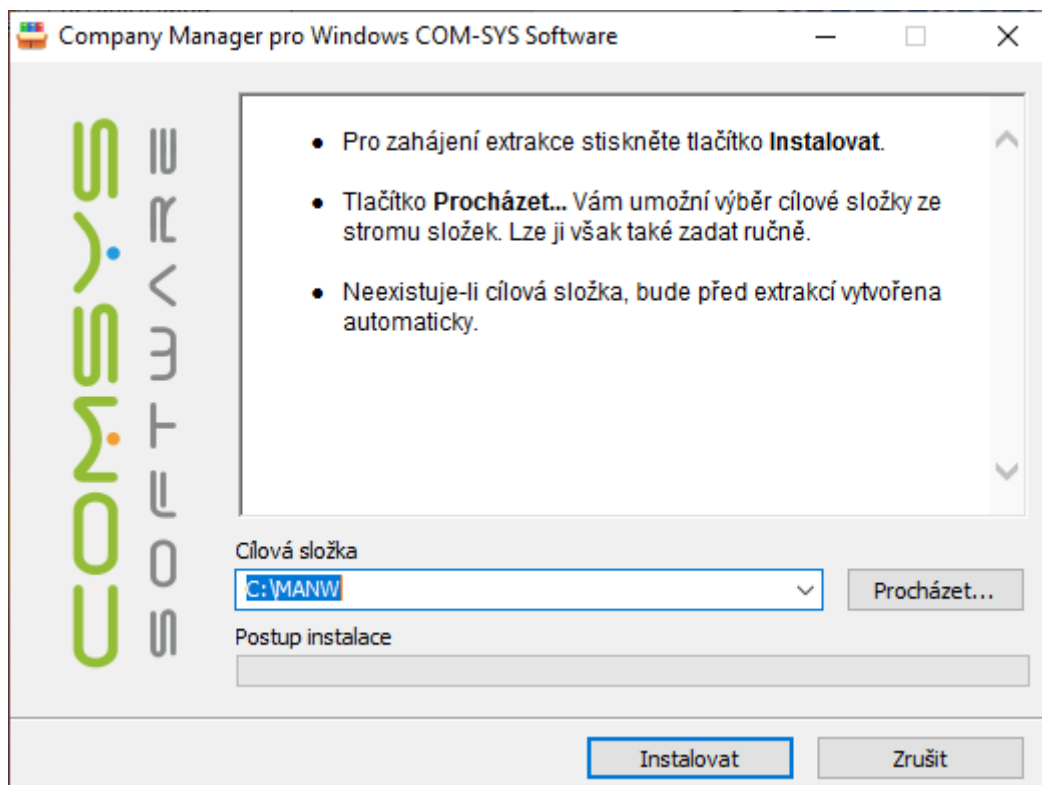 Company Manager pro Windows COM-SYS Software
COMSYS
SOFTWARE
• Pro zahájení extrakce stiskněte tlačítko Instalovat.
• Tlačítko Procházet... Vám umožní výběr cílové složky ze
stromu složek. Lze ji však také zadat ručně.
• Neexistuje-li cílová složka, bude před extrakcí vytvořena
automaticky.
Cílová složka
C:\MANW
Procházet...
Postup instalace
Instalovat
Zrušit